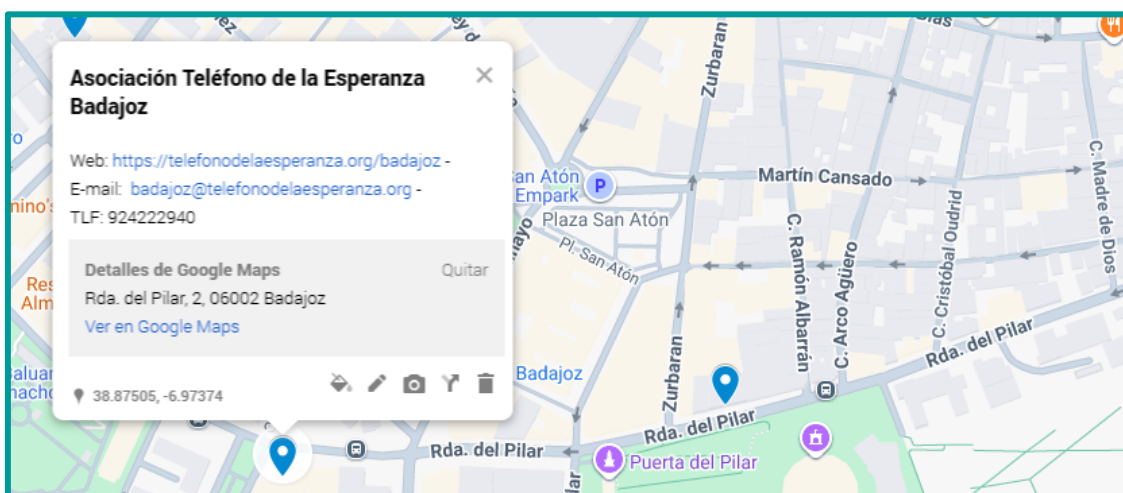 Asociación Teléfono de la Esperanza
Badajoz
Web: https://telefonodelaesperanza.org/badajoz -
E-mail: badajoz@telefonodelaesperanza.org -
TLF: 924222940
Detalles de Google Maps
Quitar
Rda. del Pilar, 2, 06002 Badajoz
Ver en Google Maps
38.87505, -6.97374
Zurbaran
Martín Cansado
San Atón
Empark
P
Plaza San Atón
Pl. San Atón
C. Ramón Albarrán
C. Arco Agüero
C. Cristóbal Oudrid
C. Madre de Dios
Rda. del Pilar
Badajoz
Zurbaran
Rda. del Pilar
Rda. del Pilar
Puerta del Pilar